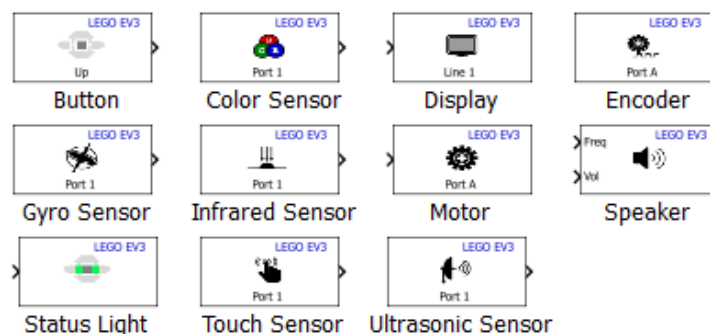 LEGO EV3 LEGO EV3 LEGO EV3 LEGO EV3
Up Port 1 Line 1 Port A
Button Color Sensor Display Encoder
LEGO EV3 LEGO EV3 LEGO EV3 LEGO EV3
Freq
Vol
Port 1 Port 1 Port A
Gyro Sensor Infrared Sensor Motor Speaker
LEGO EV3 LEGO EV3 LEGO EV3
Port 1 Port 1
Status Light Touch Sensor Ultrasonic Sensor